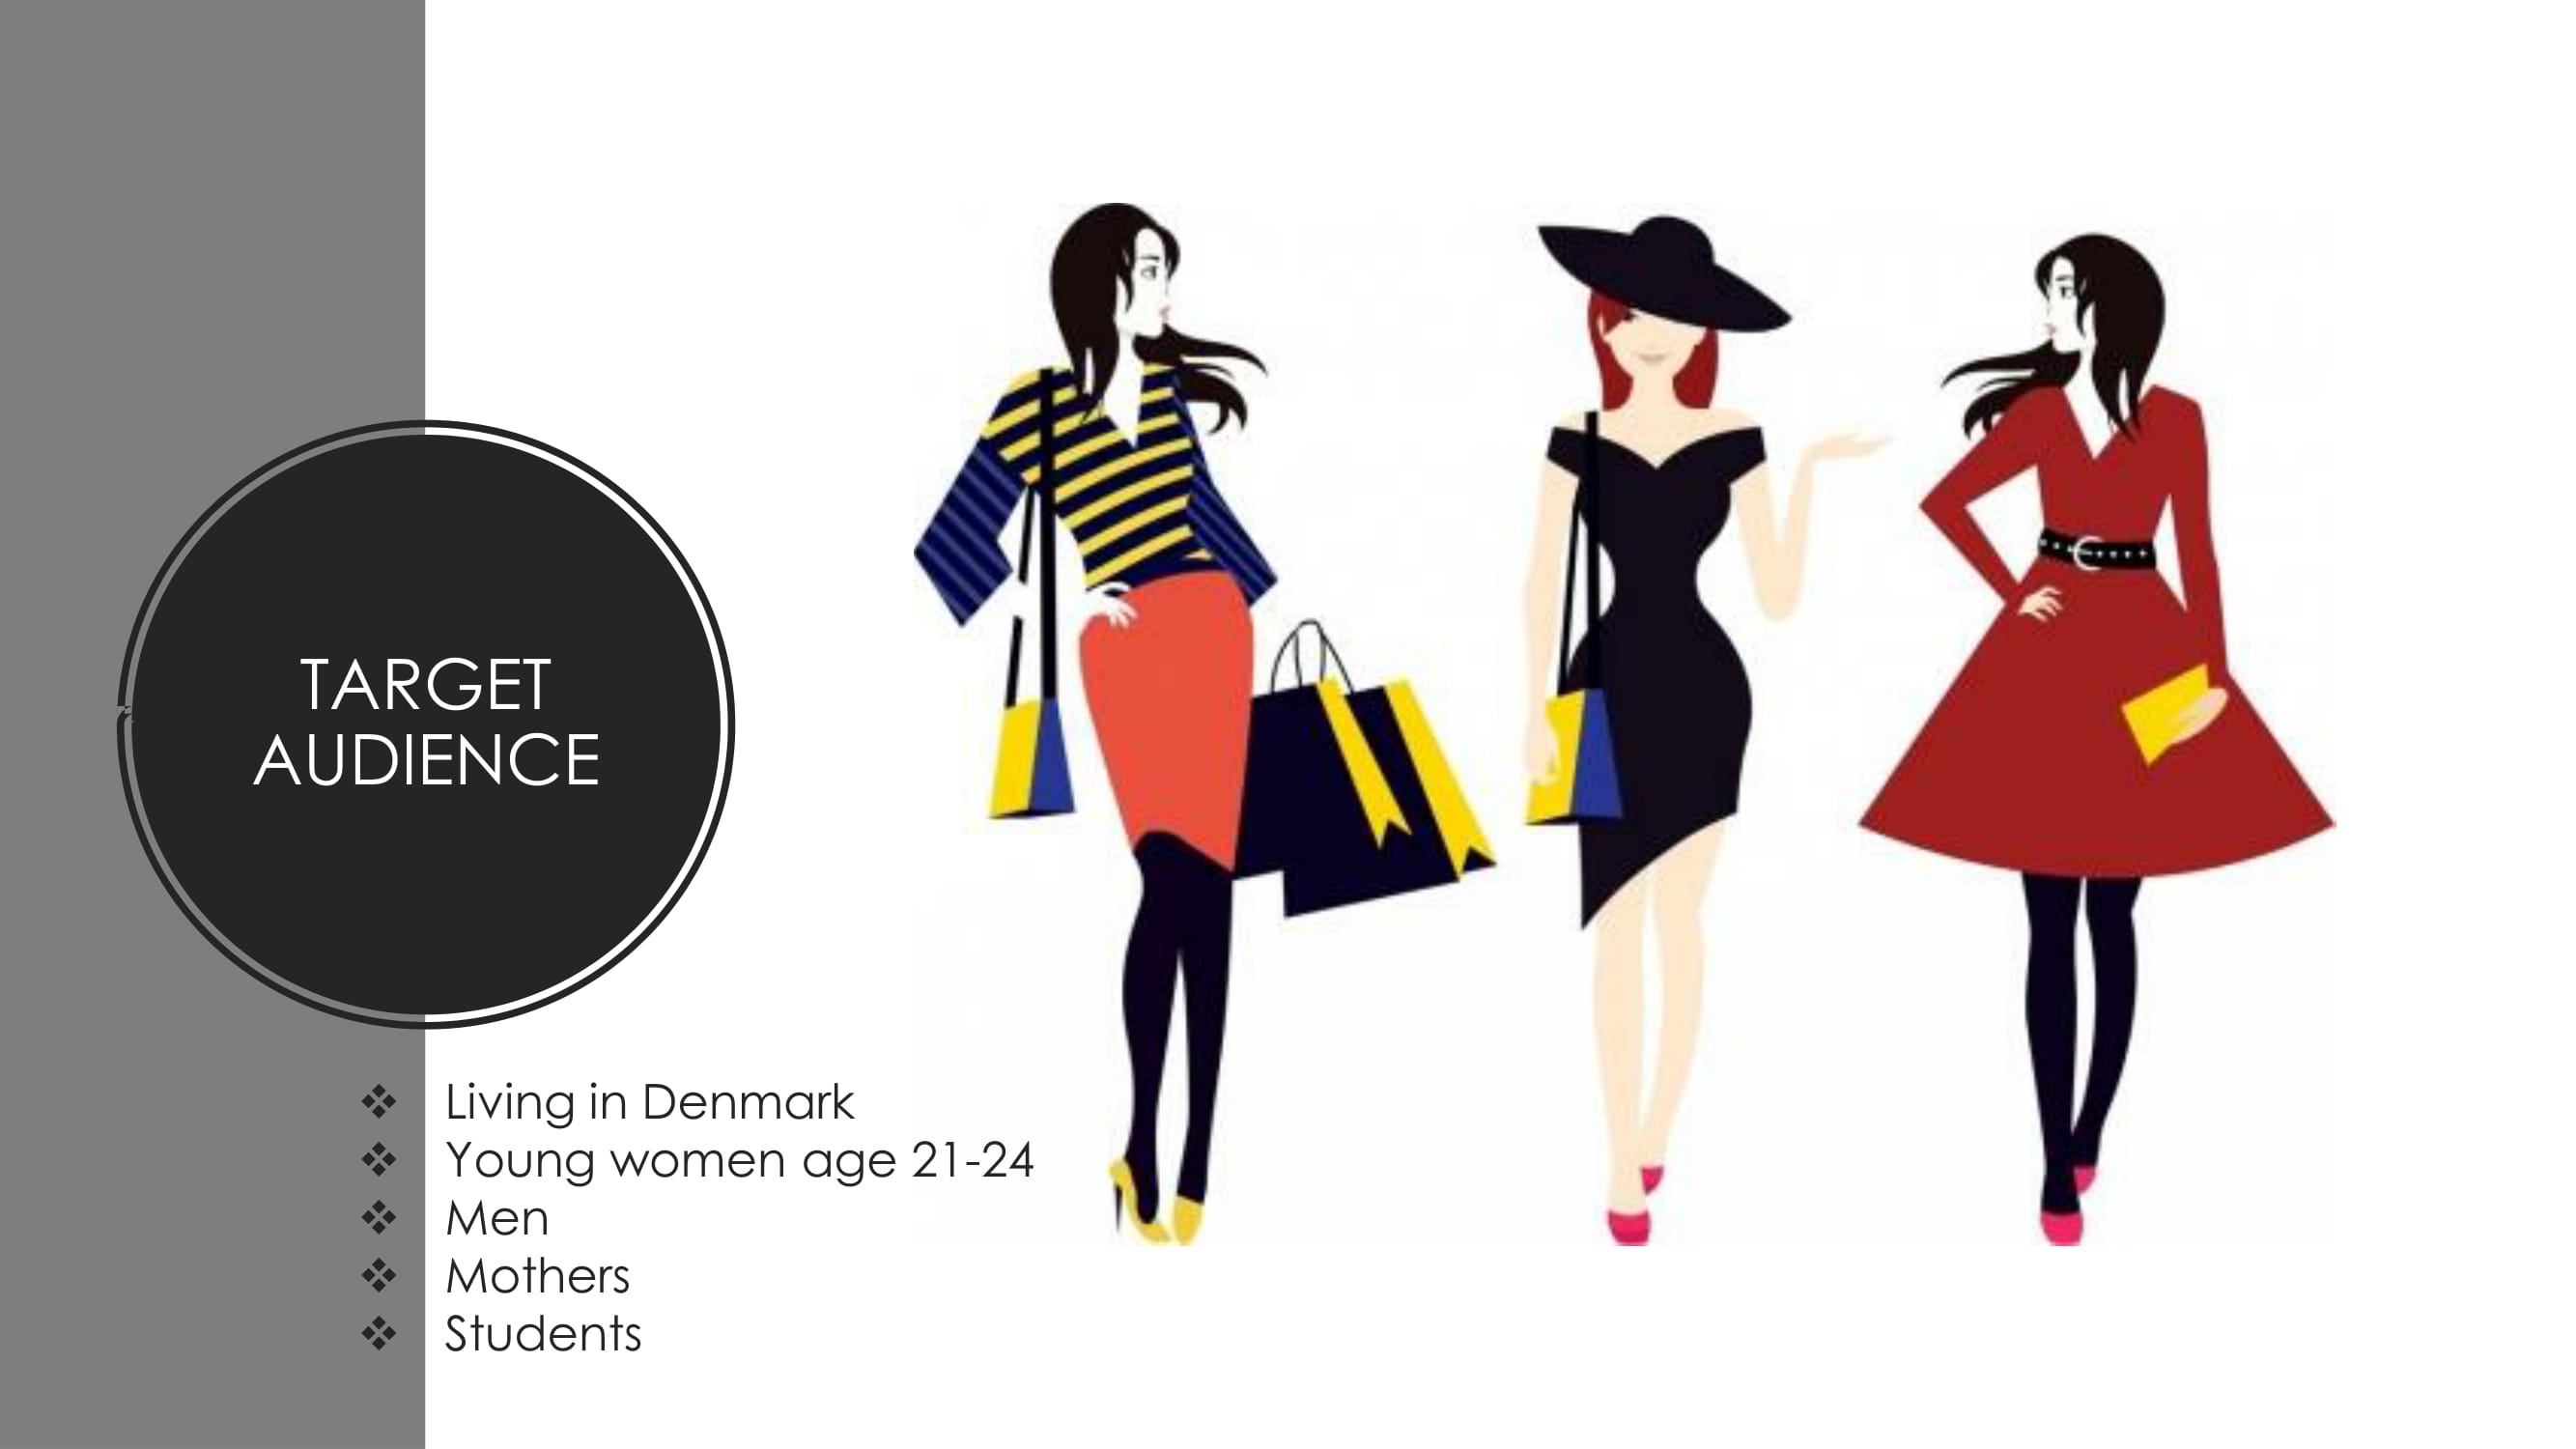 TARGET
AUDIENCE
Living in Denmark
Young women age 21-24
Men
Mothers
Students